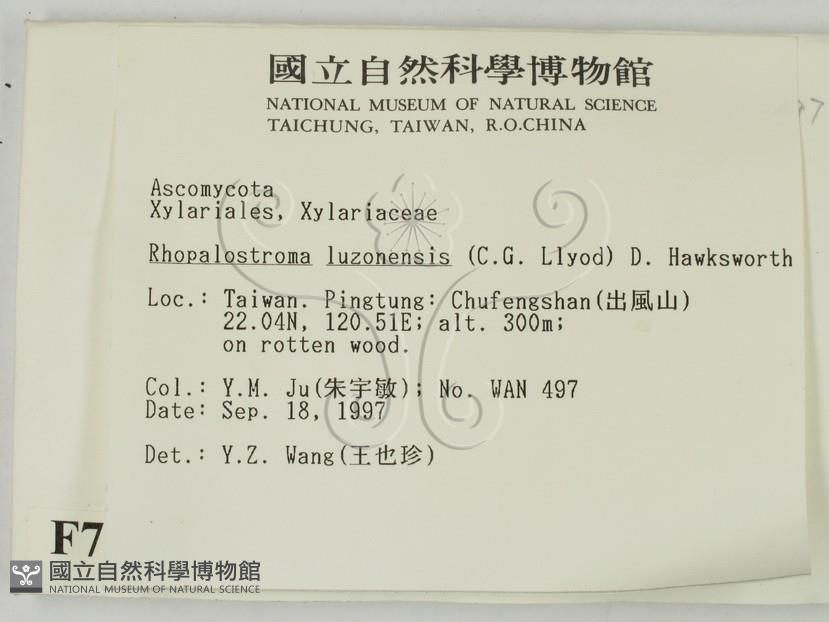 國立自然科學博物館
NATIONAL MUSEUM OF NATURAL SCIENCE
TAICHUNG, TAIWAN, R.O.CHINA
Ascomycota
Xylariales, Xylariaceae
Rhopalostroma luzonensis (C.G. Llyod) D. Hawksworth
Loc.: Taiwan. Pingtung: Chufengshan(出風山)
22.04N, 120.51E; alt. 300m;
on rotten wood.
Col.: Y.M. Ju(朱宇敏); No. WAN 497
Date: Sep. 18, 1997
Det.: Y.Z. Wang(王也珍)
F7
國立自然科學博物館
NATIONAL MUSEUM OF NATURAL SCIENCE